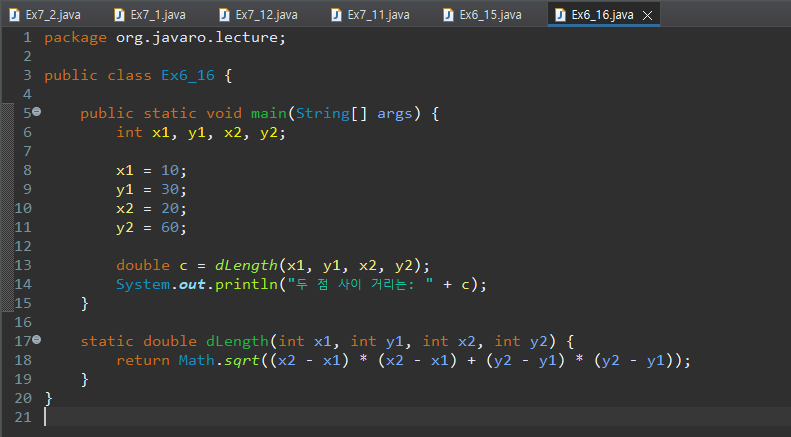 Ex7_2.java Ex7_1.java Ex7_12.java Ex7_11.java Ex6_15.java Ex6_16.java
1 package org.javaro.lecture;
2
3 public class Ex6_16 {
4
5 public static void main(String[] args) {
6 int x1, y1, x2, y2;
7
8 x1 = 10;
9 y1 = 30;
10 x2 = 20;
11 y2 = 60;
12
13 double c = dLength(x1, y1, x2, y2);
14 System.out.println("두 점 사이 거리는: " + c);
15 }
16
17 static double dLength(int x1, int y1, int x2, int y2) {
18 return Math.sqrt((x2 - x1) * (x2 - x1) + (y2 - y1) * (y2 - y1));
19 }
20 }
21